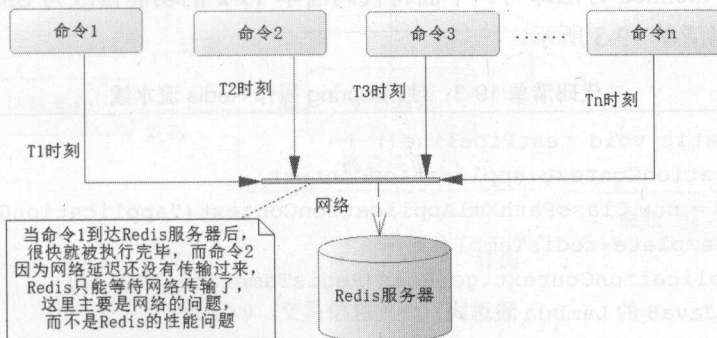 命令1
命令2
命令3
……
命令n
T1时刻
T2时刻
T3时刻
Tn时刻
网络
当命令1到达Redis服务器后，
很快就被执行完毕，而命令2
因为网络延迟还没有传输过来，
Redis只能等待网络传输了，
这里主要是网络的问题，
而不是Redis的性能问题
Redis服务器